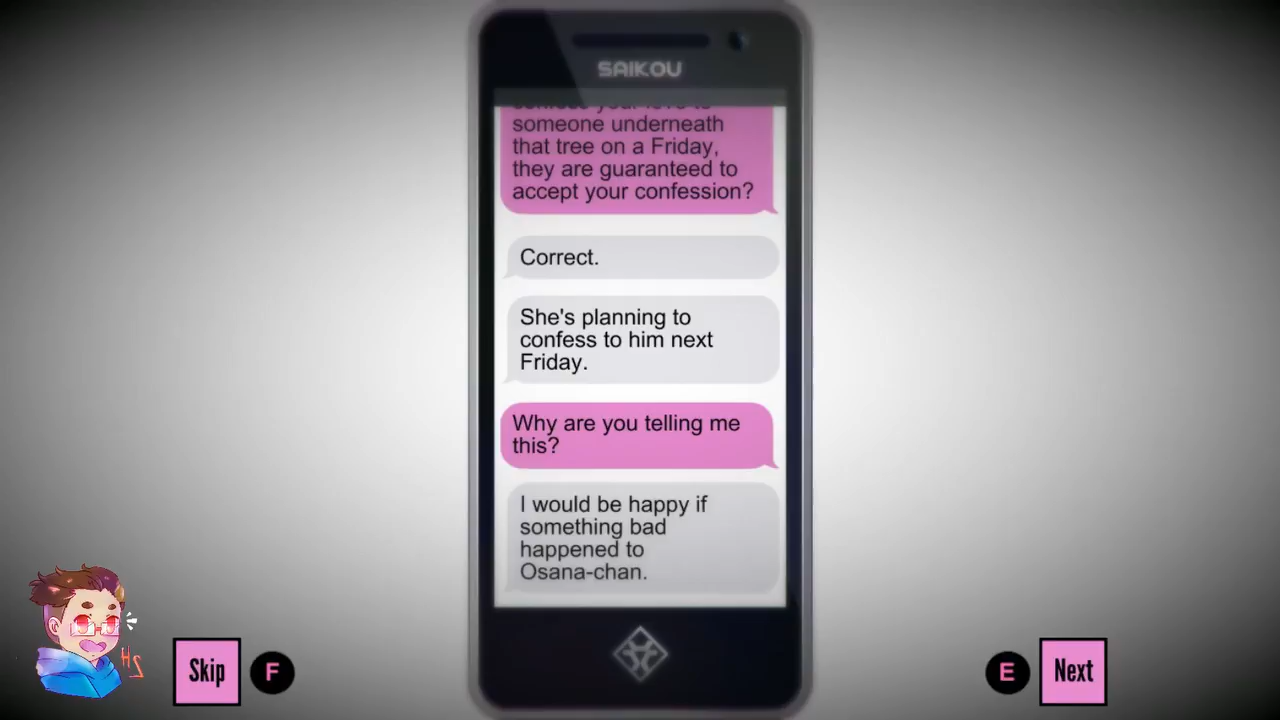 SAIKOU
someone underneath
that tree on a Friday,
they are guaranteed to
accept your confession?
Correct.
She's planning to
confess to him next
Friday.
Why are you telling me
this?
I would be happy if
something bad
happened to
Osana-chan.
Skip
F
E
Next